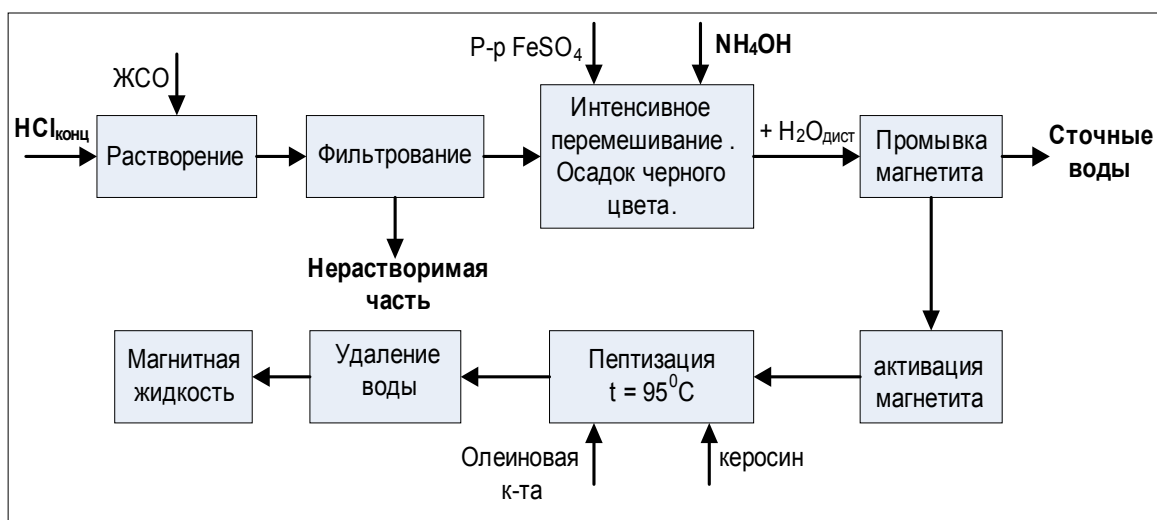 ЖСО
HClконц
Растворение
Фильтрование
Нерастворимая
часть
Р-р FeSO4
NH4OH
Интенсивное
перемешивание .
Осадок черного
цвета.
+ H2Oдист
Промывка
магнетита
Сточные
воды
Магнитная
жидкость
Удаление
воды
Пептизация
t = 95⁰C
активация
магнетита
Олеиновая
к-та
керосин